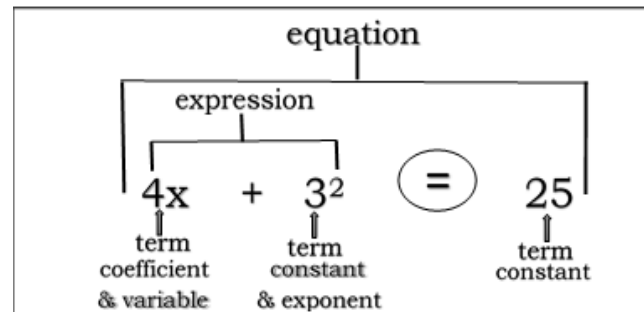 equation
expression
4x + 3² = 25
term term term
coefficient constant constant
& variable & exponent